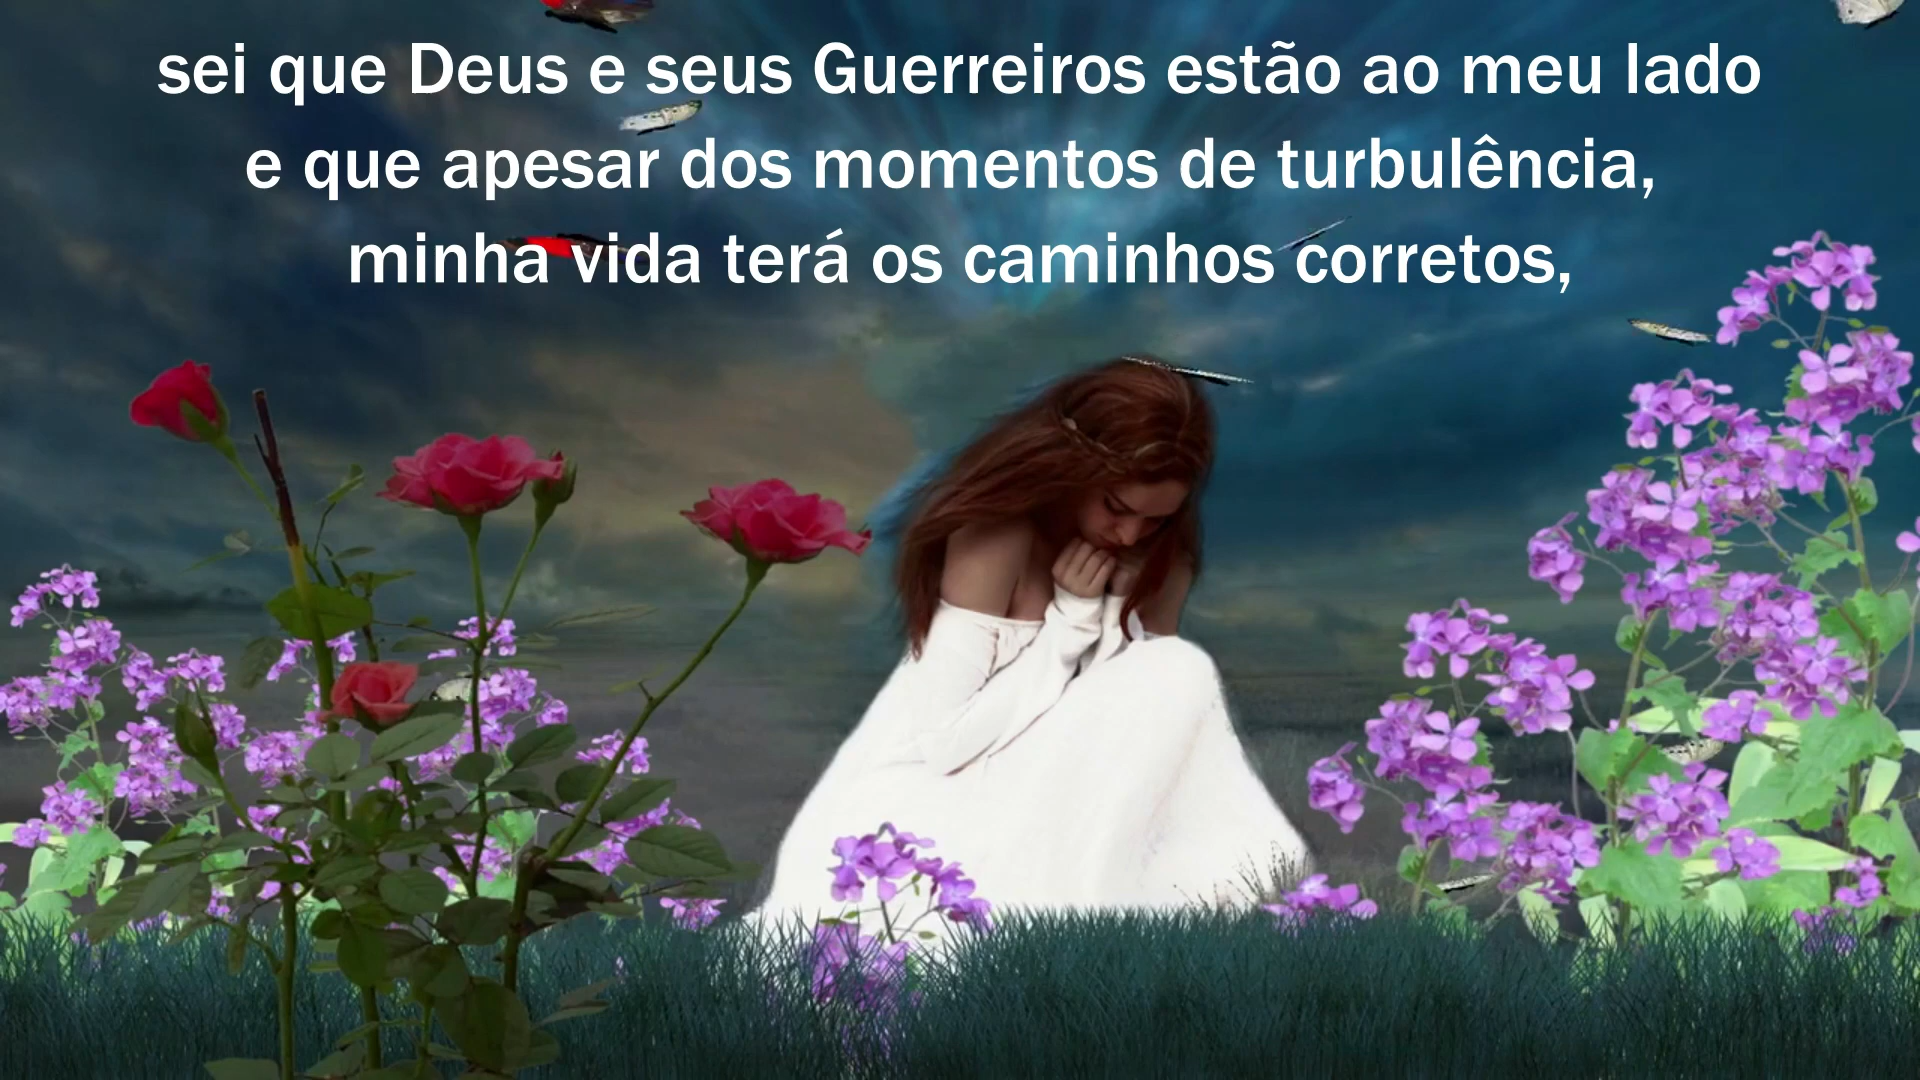 sei que Deus e seus Guerreiros estão ao meu lado
e que apesar dos momentos de turbulência,
minha vida terá os caminhos corretos,